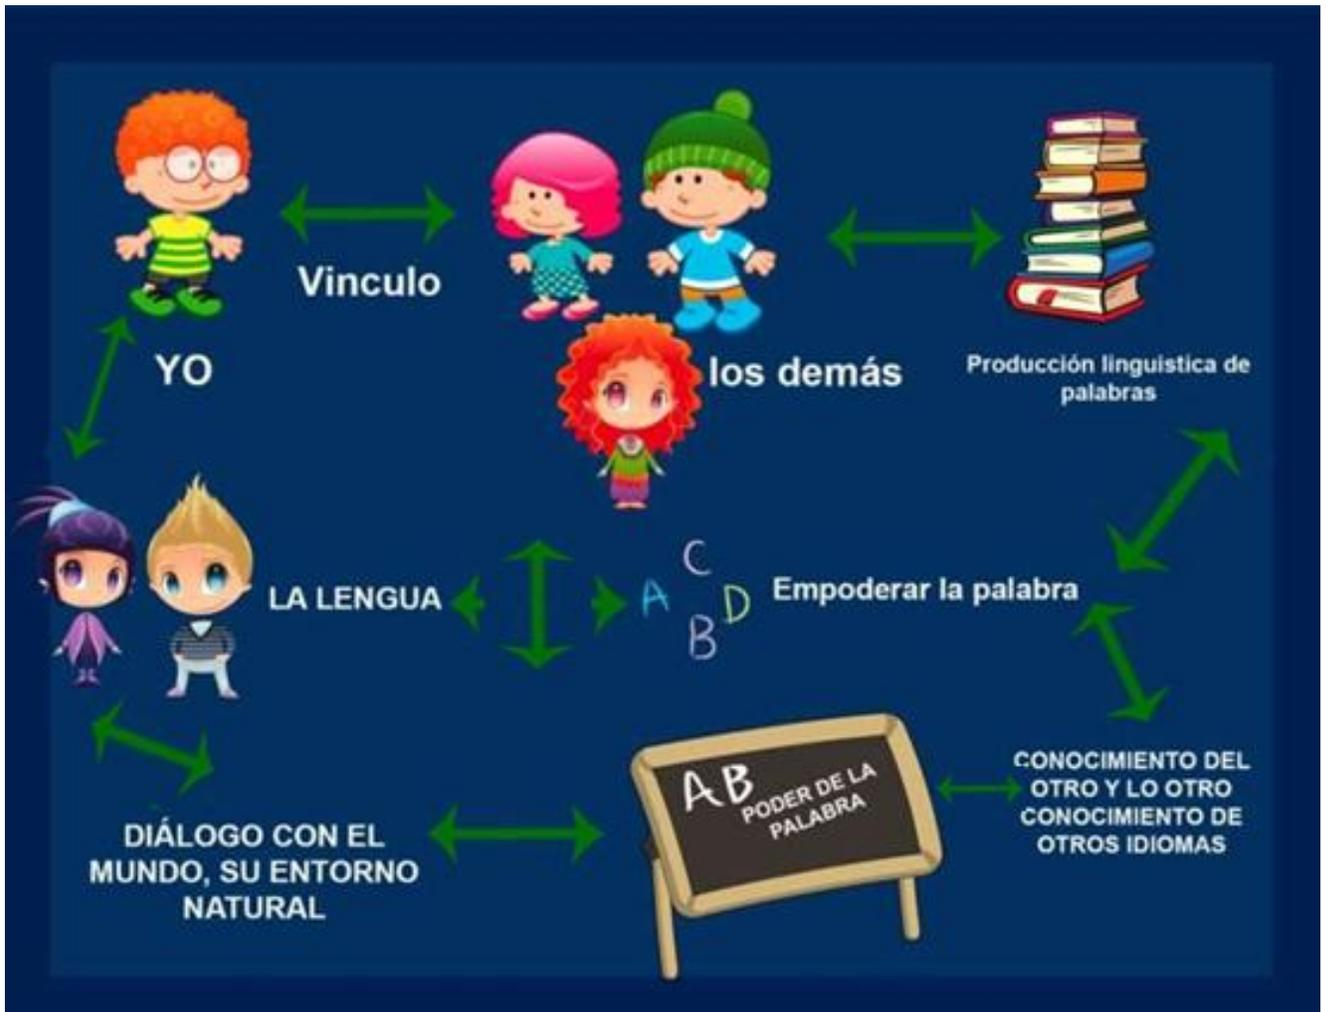 Vinculo
YO
los demás
Producción linguistica de
palabras
LA LENGUA
A
C
D
B
Empoderar la palabra
AB
PODER DE LA
PALABRA
CONOCIMIENTO DEL
OTRO Y LO OTRO
CONOCIMIENTO DE
OTROS IDIOMAS
DIÁLOGO CON EL
MUNDO, SU ENTORNO
NATURAL